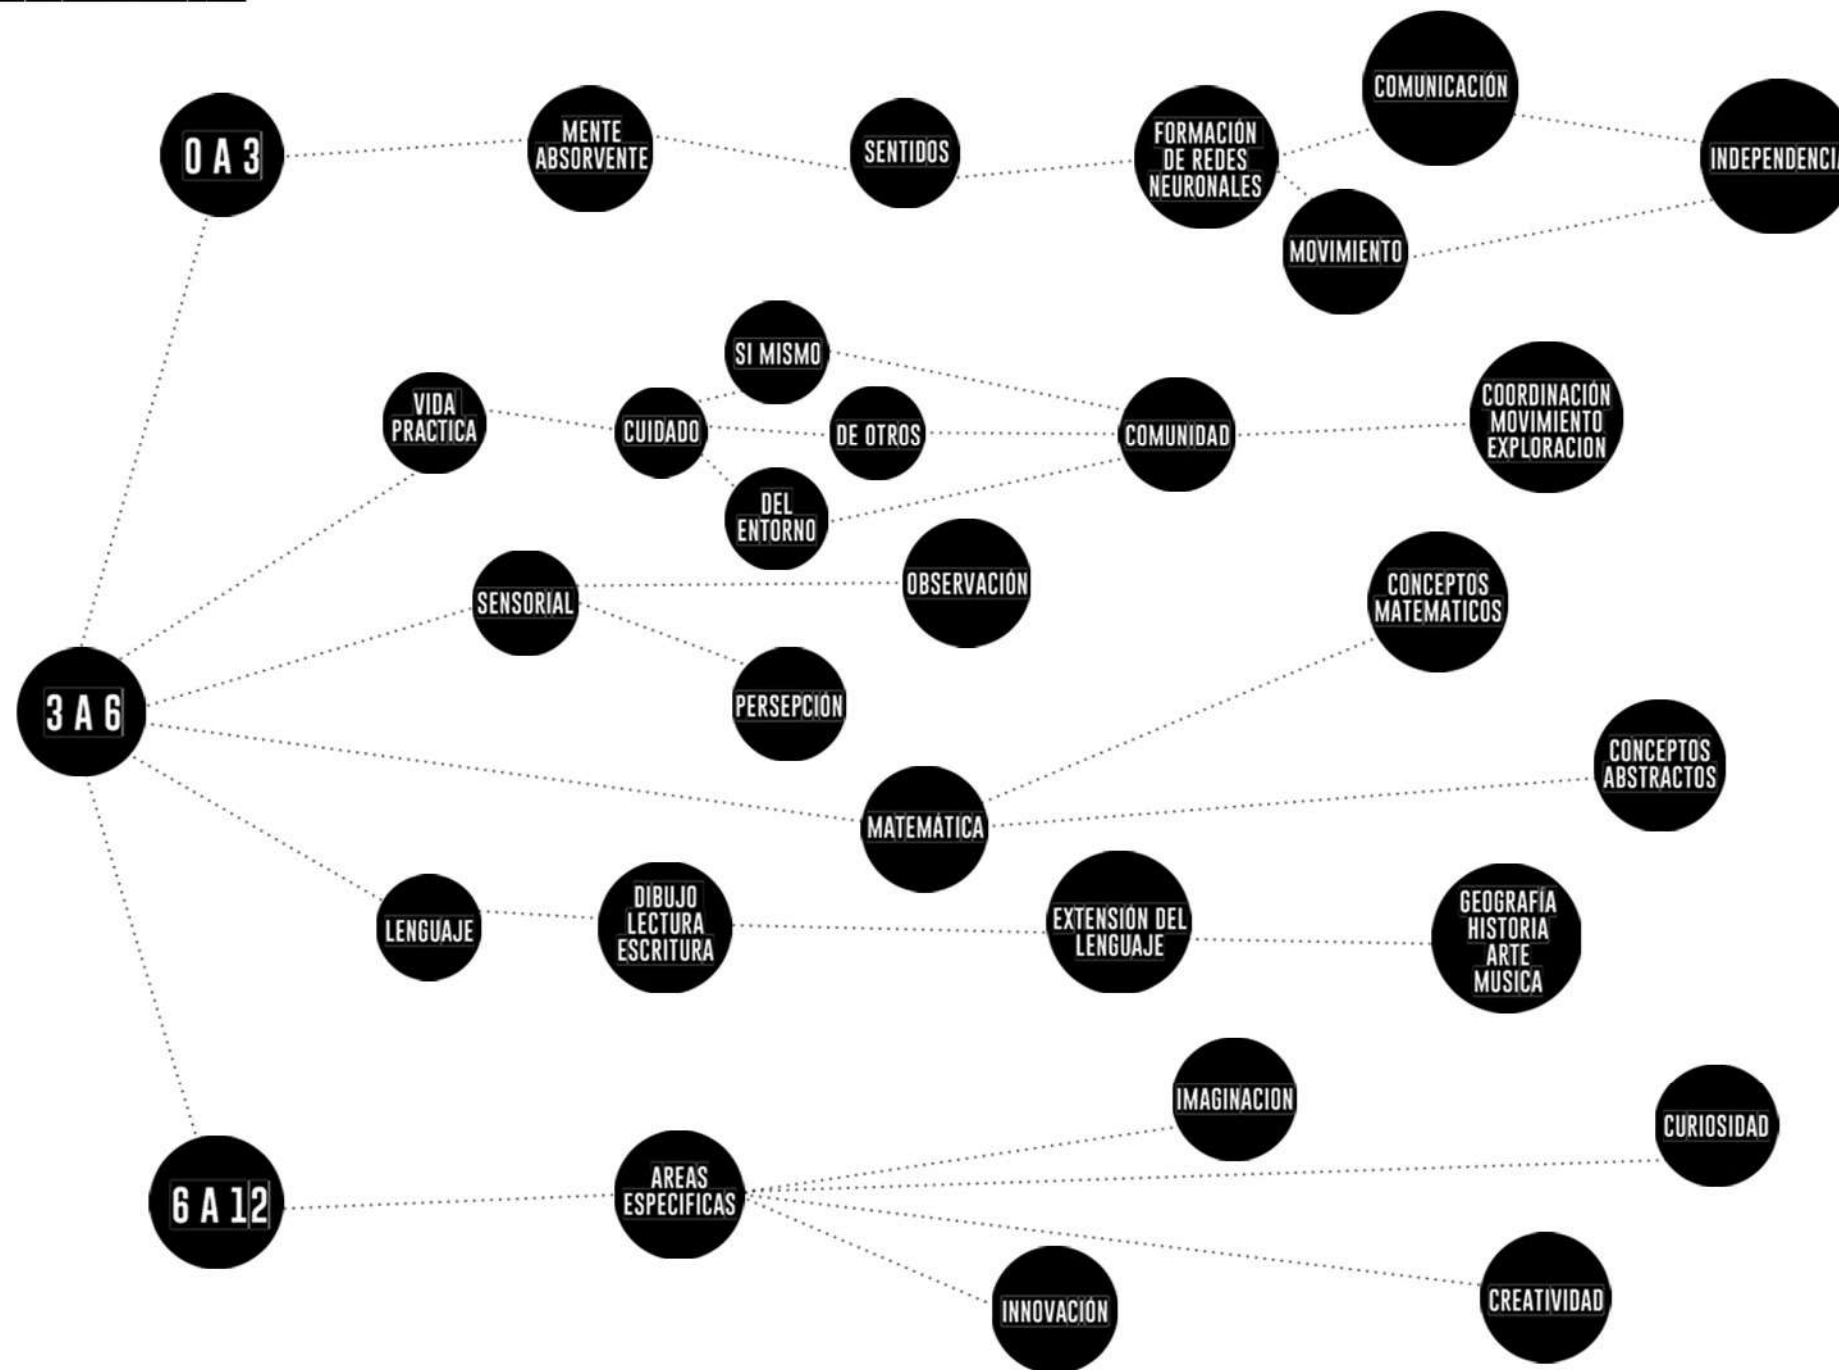 0 A 3
MENTE
ABSORVENTE
SENTIDOS
FORMACIÓN
DE REDES
NEURONALES
COMUNICACIÓN
MOVIMIENTO
INDEPENDENCIA
3 A 6
VIDA
PRACTICA
CUIDADO
SI MISMO
DE OTROS
DEL
ENTORNO
COMUNIDAD
COORDINACIÓN
MOVIMIENTO
EXPLORACION
SENSORIAL
OBSERVACIÓN
PERSEPCIÓN
MATEMÁTICA
CONCEPTOS
MATEMATICOS
CONCEPTOS
ABSTRACTOS
LENGUAJE
DIBUJO
LECTURA
ESCRITURA
EXTENSIÓN DEL
LENGUAJE
GEOGRAFÍA
HISTORIA
ARTE
MUSICA
6 A 12
AREAS
ESPECIFICAS
IMAGINACION
CURIOSIDAD
CREATIVIDAD
INNOVACIÓN